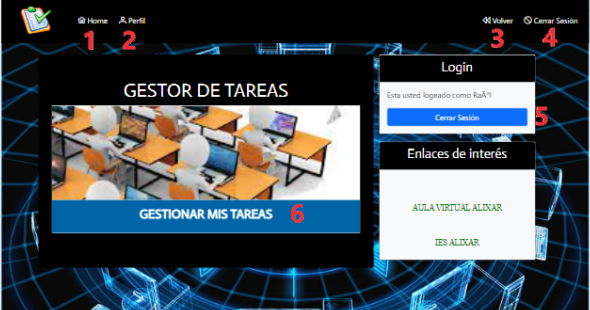 Home
Perfil
Volver
Cerrar Sesión
1
2
3
4
GESTOR DE TAREAS
GESTIONAR MIS TAREAS
6
Login
Esta usted logeado como RaÃºl
Cerrar Sesión
5
Enlaces de interés
AULA VIRTUAL ALIXAR
IES ALIXAR